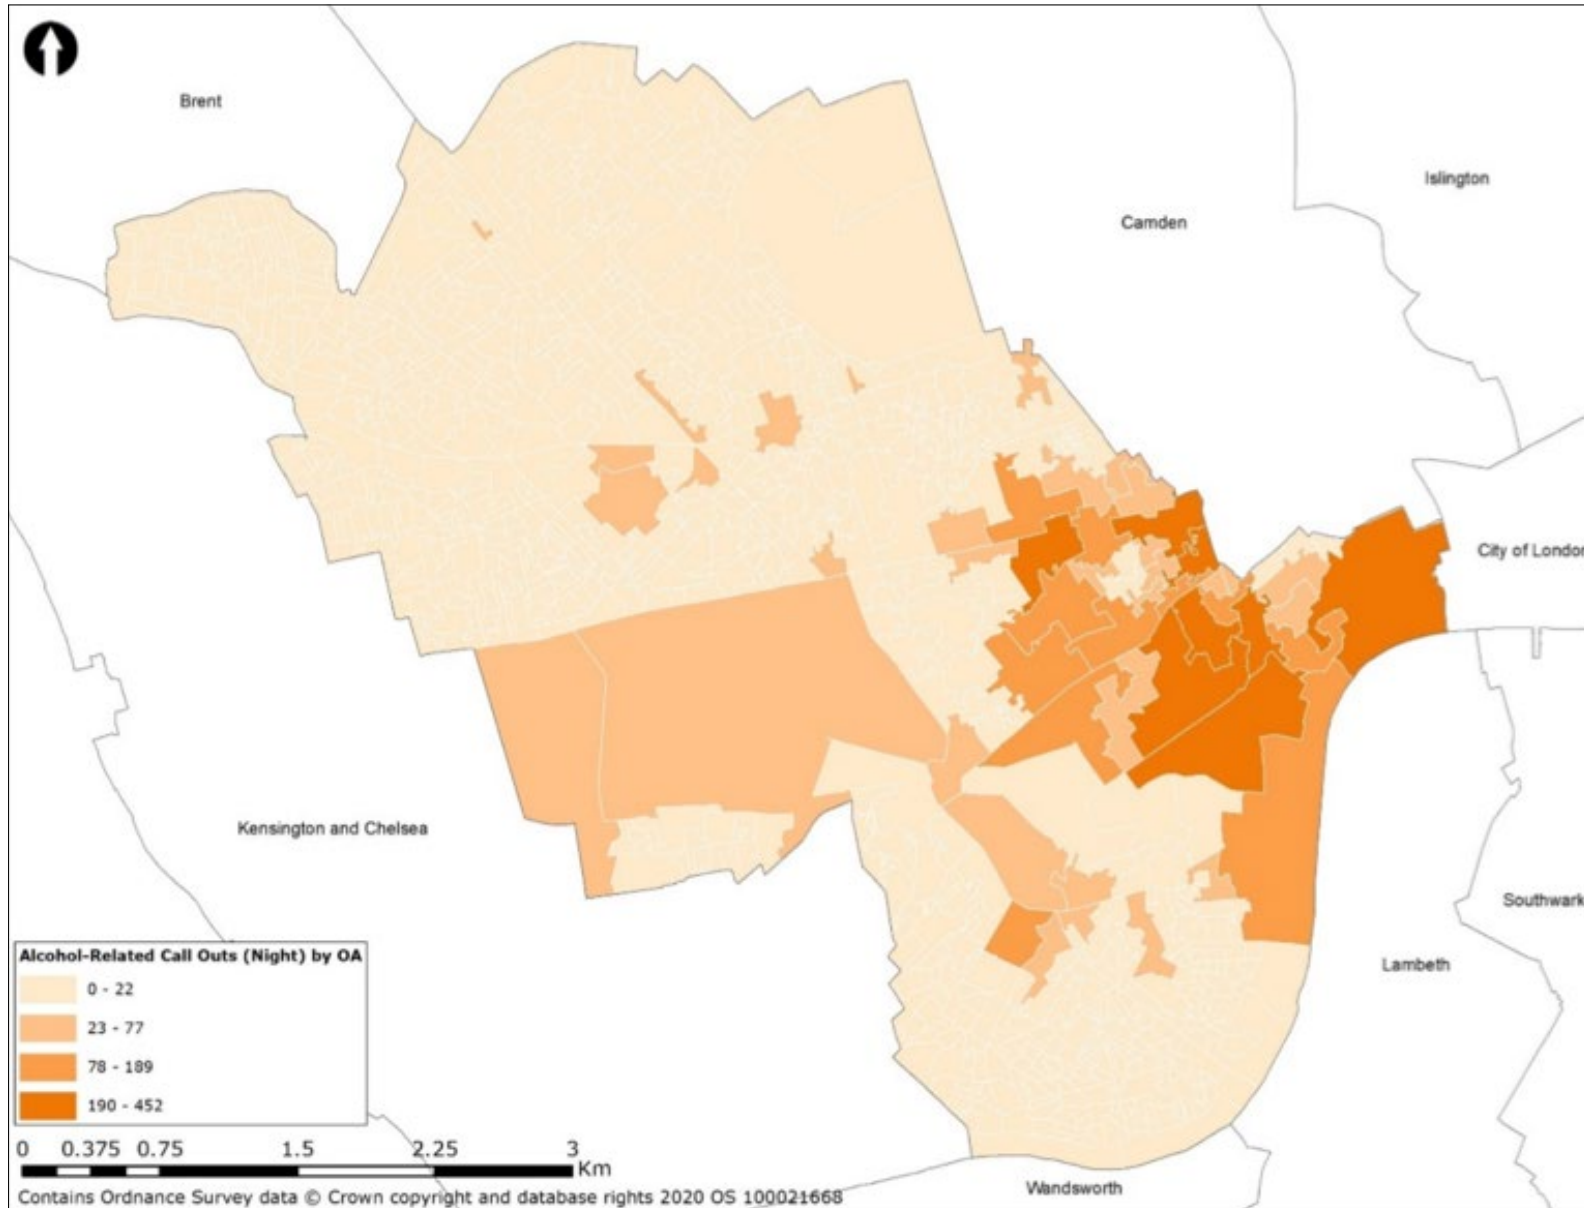 Brent
Islington
Camden
City of London
Kensington and Chelsea
Southwark
Lambeth
Wandsworth
Alcohol-Related Call Outs (Night) by OA
0 - 22
23 - 77
78 - 189
190 - 452
0 0.375 0.75 1.5 2.25 3
Km
Contains Ordnance Survey data © Crown copyright and database rights 2020 OS 100021668